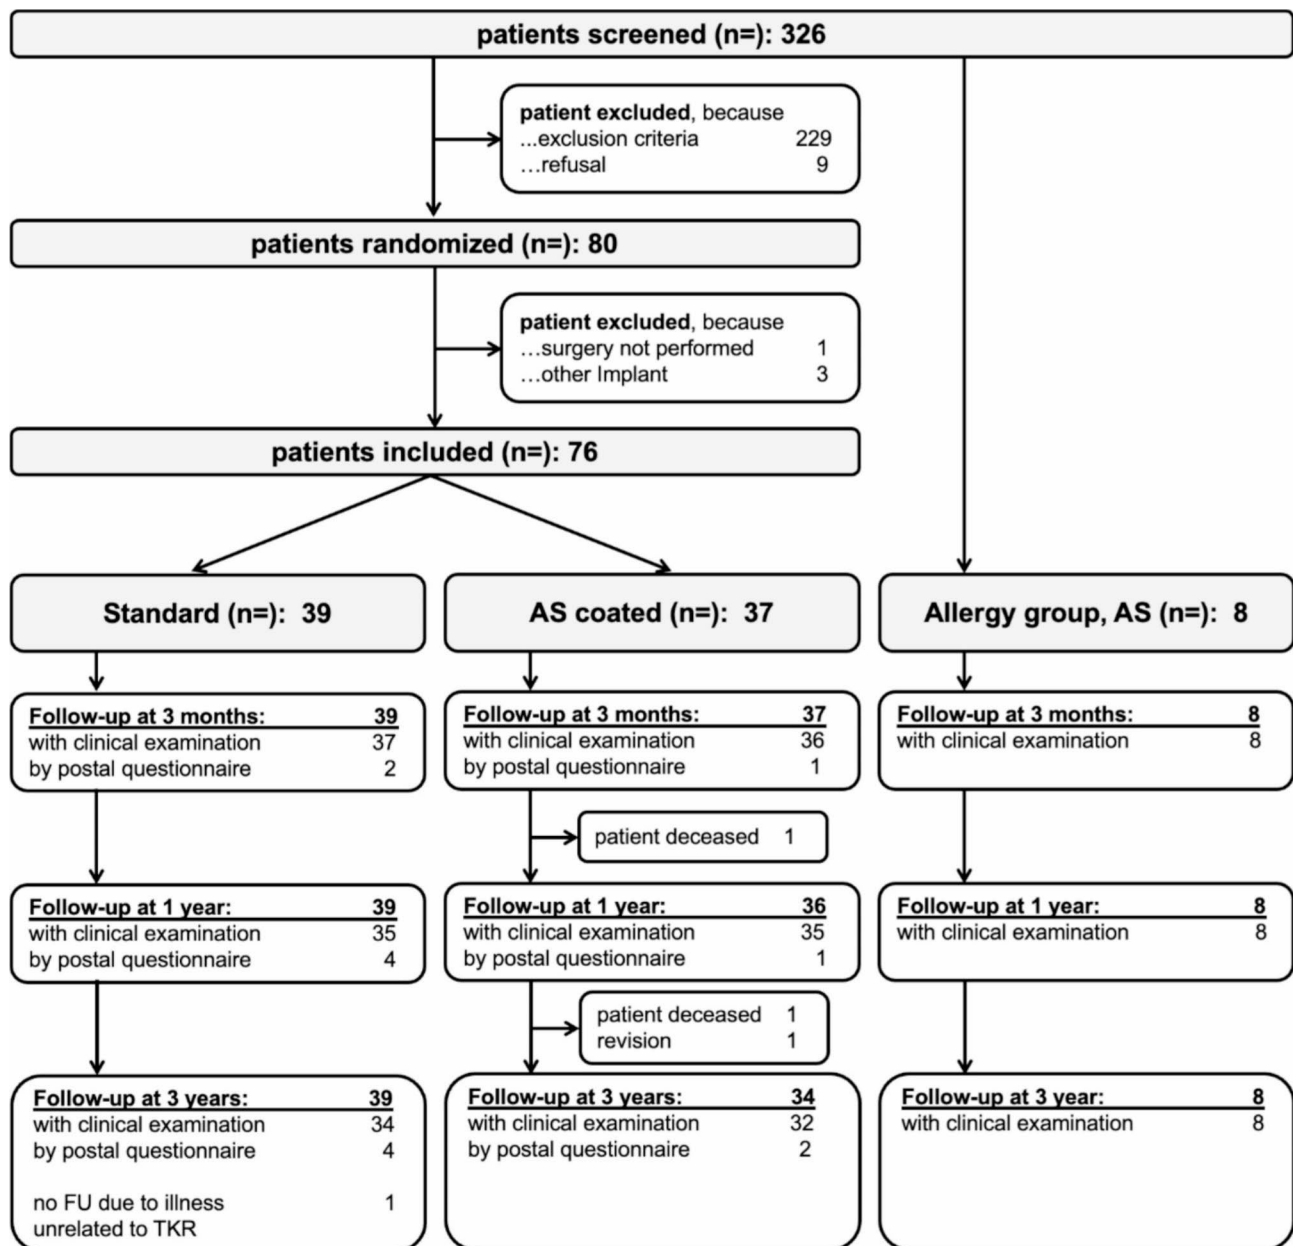 patients screened (n=): 326
patient excluded, because
...exclusion criteria 229
...refusal 9
patients randomized (n=): 80
patient excluded, because
...surgery not performed 1
...other Implant 3
patients included (n=): 76
Standard (n=): 39
AS coated (n=): 37
Allergy group, AS (n=): 8
Follow-up at 3 months: 39
with clinical examination 37
by postal questionnaire 2
Follow-up at 3 months: 37
with clinical examination 36
by postal questionnaire 1
Follow-up at 3 months: 8
with clinical examination 8
patient deceased 1
Follow-up at 1 year: 39
with clinical examination 35
by postal questionnaire 4
Follow-up at 1 year: 36
with clinical examination 35
by postal questionnaire 1
Follow-up at 1 year: 8
with clinical examination 8
patient deceased 1
revision 1
Follow-up at 3 years: 39
with clinical examination 34
by postal questionnaire 4
no FU due to illness 1
unrelated to TKR
Follow-up at 3 years: 34
with clinical examination 32
by postal questionnaire 2
Follow-up at 3 year: 8
with clinical examination 8